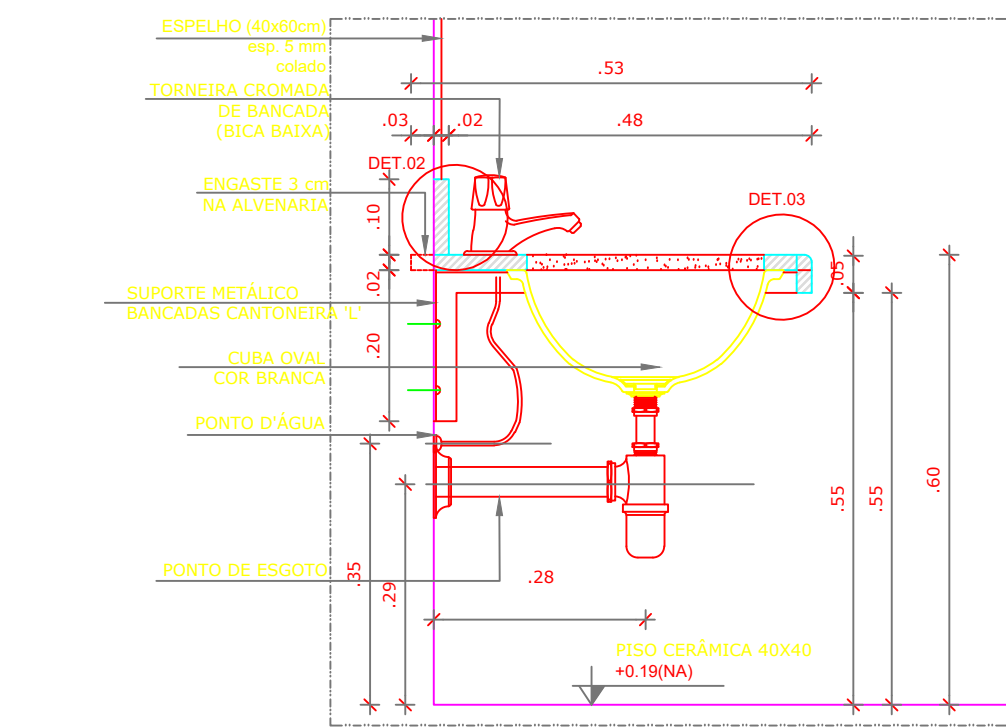 ESPELHO (40x60cm)
esp. 5 mm
colado
.53
TORNEIRA CROMADA
DE BANCADA
(BICA BAIXA)
.03
.02
.48
DET.02
ENGASTE 3 cm
NA ALVENARIA
DET.03
.10
.02
.05
SUPORTE METÁLICO
BANCADAS CANTONEIRA 'L'
.20
CUBA OVAL
COR BRANCA
PONTO D'ÁGUA
.55
.55
.60
PONTO DE ESGOTO
.35
.29
.28
PISO CERÂMICA 40X40
+0.19(NA)